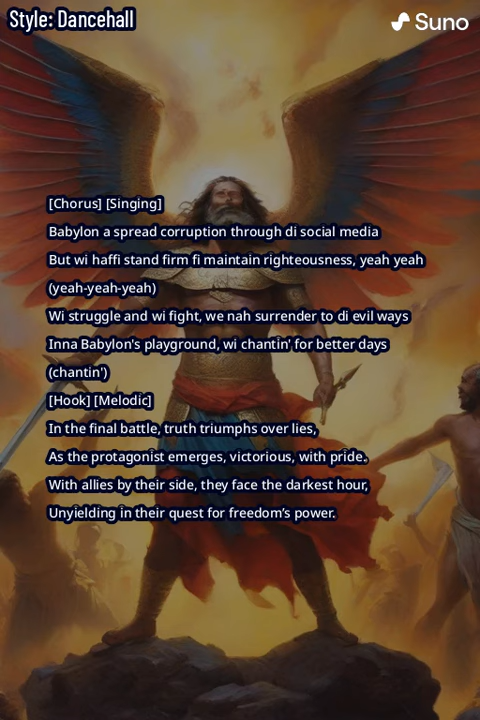 Style: Dancehall
Suno
[Chorus] [Singing]
Babylon a spread corruption through di social media
But wi haffi stand firm fi maintain righteousness, yeah yeah
(yeah-yeah-yeah)
Wi struggle and wi fight, we nah surrender to di evil ways
Inna Babylon's playground, wi chantin' for better days
(chantin')
[Hook] [Melodic]
In the final battle, truth triumphs over lies,
As the protagonist emerges, victorious, with pride.
With allies by their side, they face the darkest hour,
Unyielding in their quest for freedom’s power.